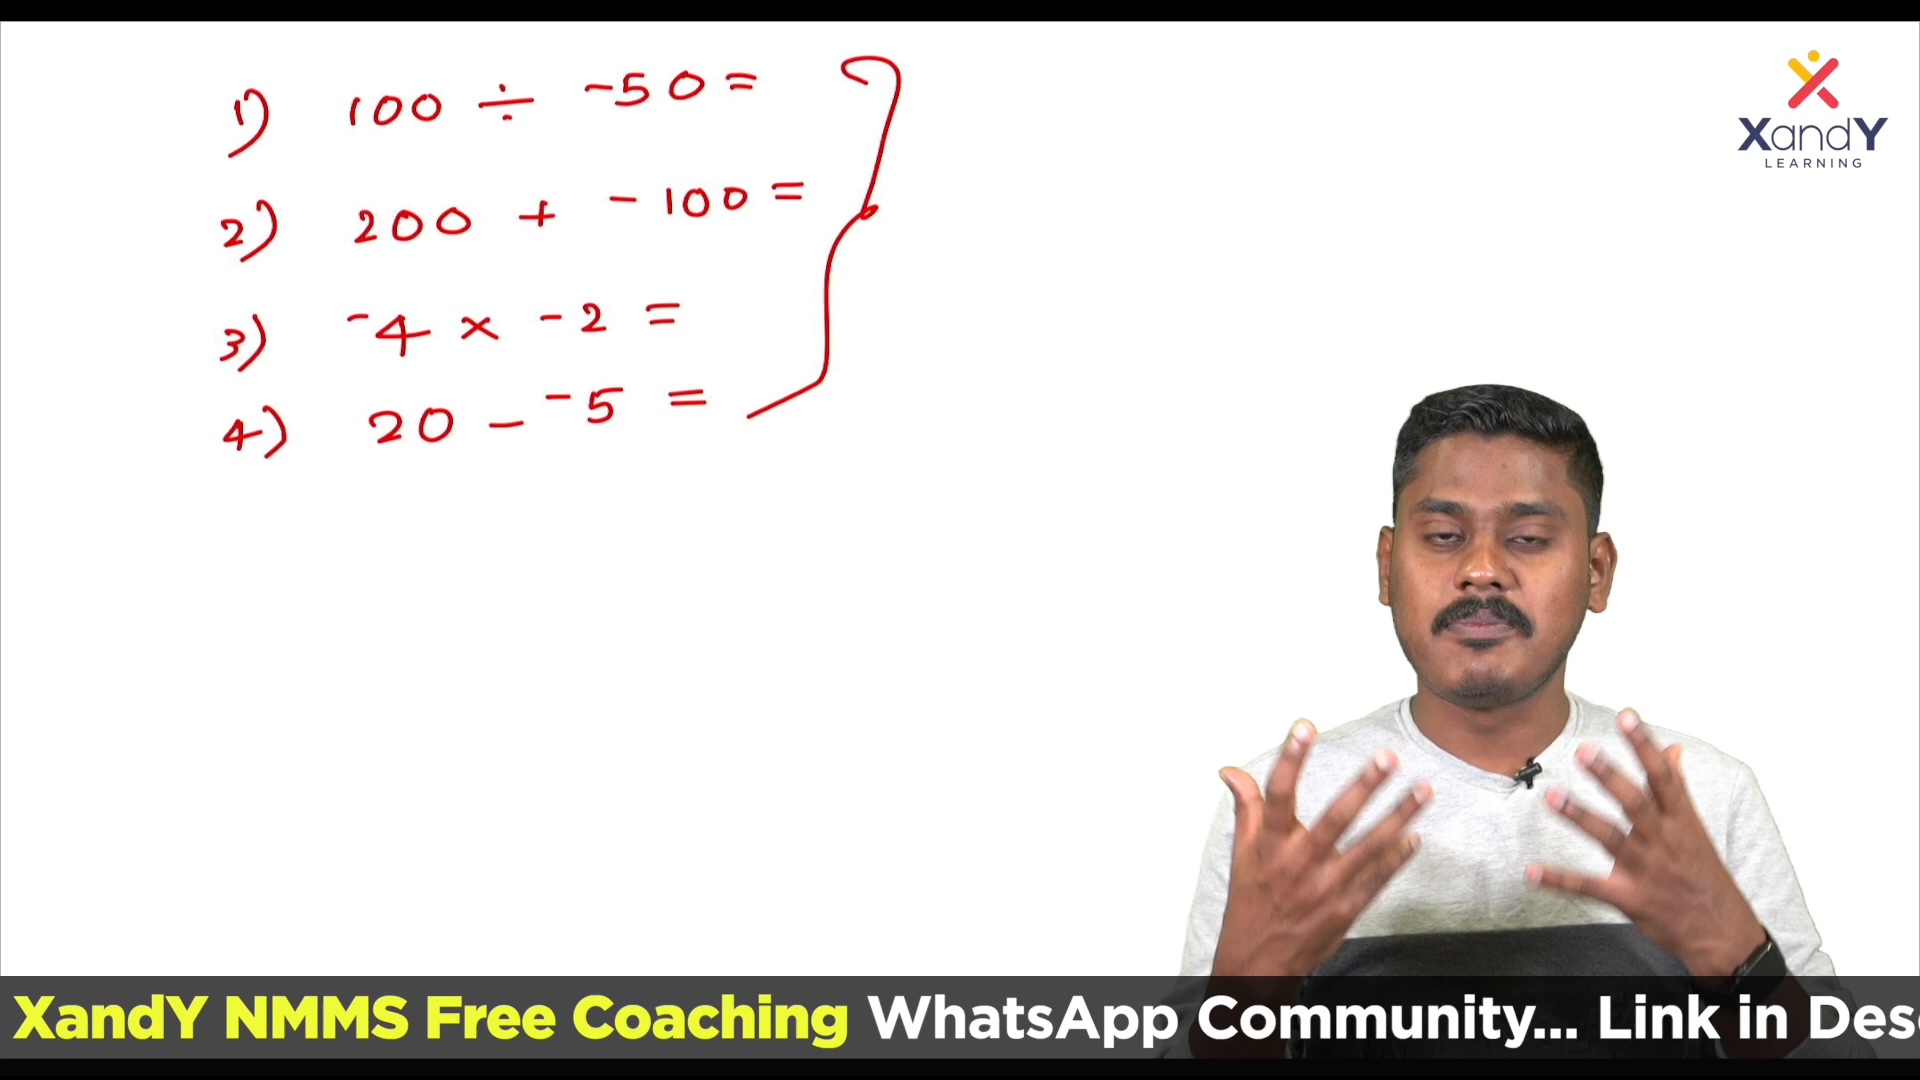 1) 100 ÷ -50 =
2) 200 + -100 =
3) -4 × -2 =
4) 20 - -5 =
XandY
LEARNING
XandY NMMS Free Coaching WhatsApp Community... Link in Des